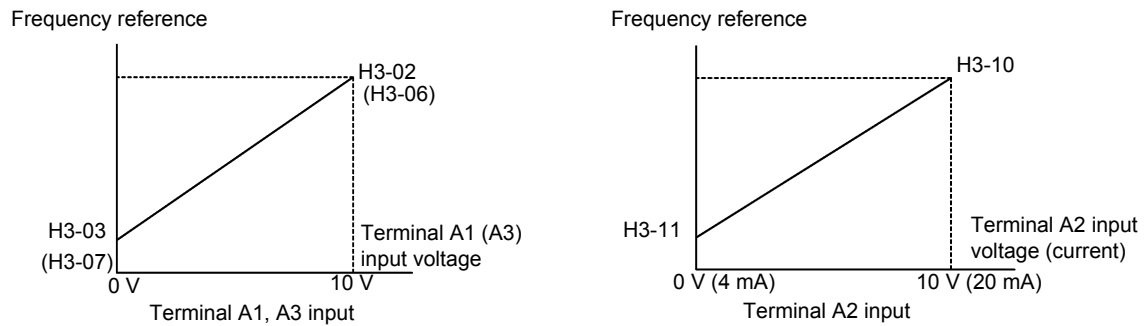 Frequency reference
H3-02
(H3-06)
H3-03
(H3-07)
Terminal A1 (A3)
input voltage
0 V
10 V
Terminal A1, A3 input
Frequency reference
H3-10
H3-11
Terminal A2 input
voltage (current)
0 V (4 mA)
10 V (20 mA)
Terminal A2 input